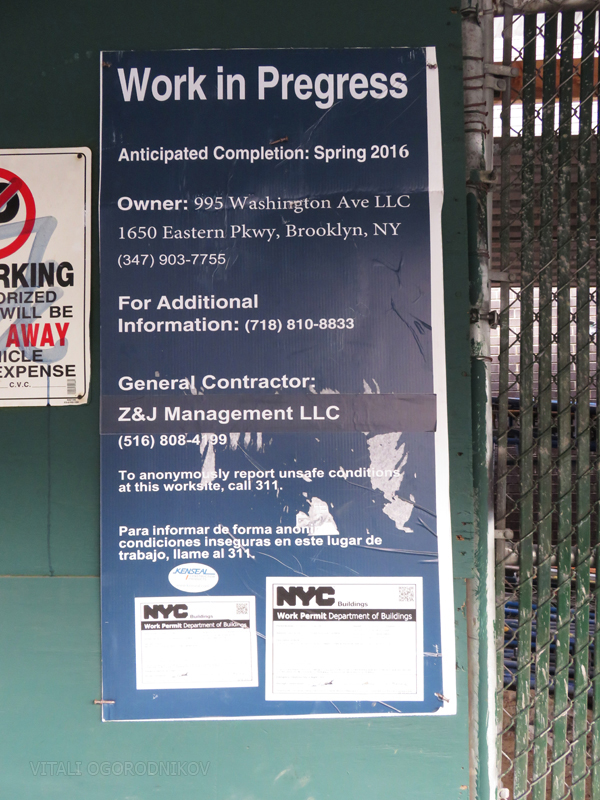 Work in Pregress
Anticipated Completion: Spring 2016
Owner: 995 Washington Ave LLC
1650 Eastern Pkwy, Brooklyn, NY
(347) 903-7755
For Additional
Information: (718) 810-8833
General Contractor:
Z&J Management LLC
(516) 808-4199
To anonymously report unsafe conditions
at this worksite, call 311.
Para informar de forma anóni
condiciones inseguras en este lugar de
trabajo, llame al 311.
KENSEAL
NYC Buildings
Work Permit Department of Buildings
NYC Buildings
Work Permit Department of Buildings
RKING
ORIZED
WILL BE
AWAY
HICLE
EXPENSE
C.V.C.
VITALI OGORODNIKOV